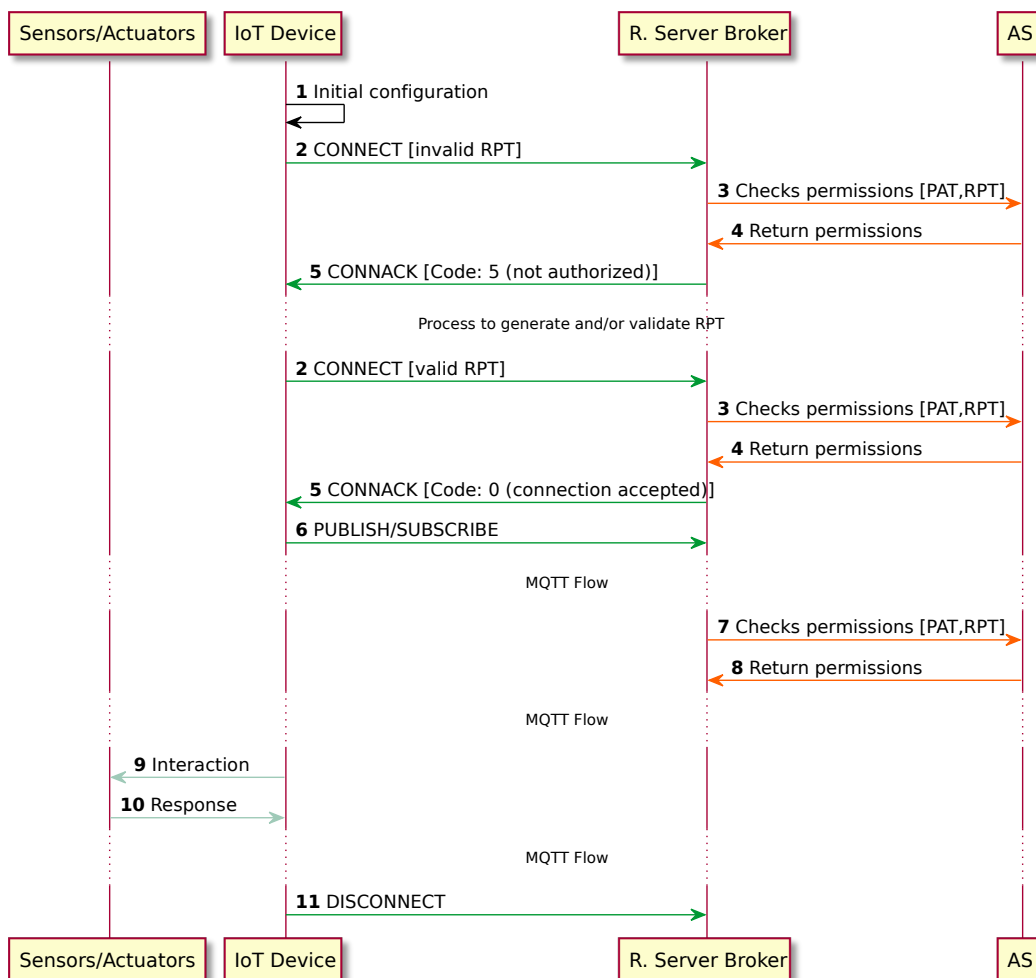 Sensors/Actuators IoT Device R. Server Broker AS
1 Initial configuration
2 CONNECT [invalid RPT]
3 Checks permissions [PAT,RPT]
4 Return permissions
5 CONNACK [Code: 5 (not authorized)]
Process to generate and/or validate RPT
2 CONNECT [valid RPT]
3 Checks permissions [PAT,RPT]
4 Return permissions
5 CONNACK [Code: 0 (connection accepted)]
6 PUBLISH/SUBSCRIBE
MQTT Flow
7 Checks permissions [PAT,RPT]
8 Return permissions
MQTT Flow
9 Interaction
10 Response
MQTT Flow
11 DISCONNECT
Sensors/Actuators IoT Device R. Server Broker AS